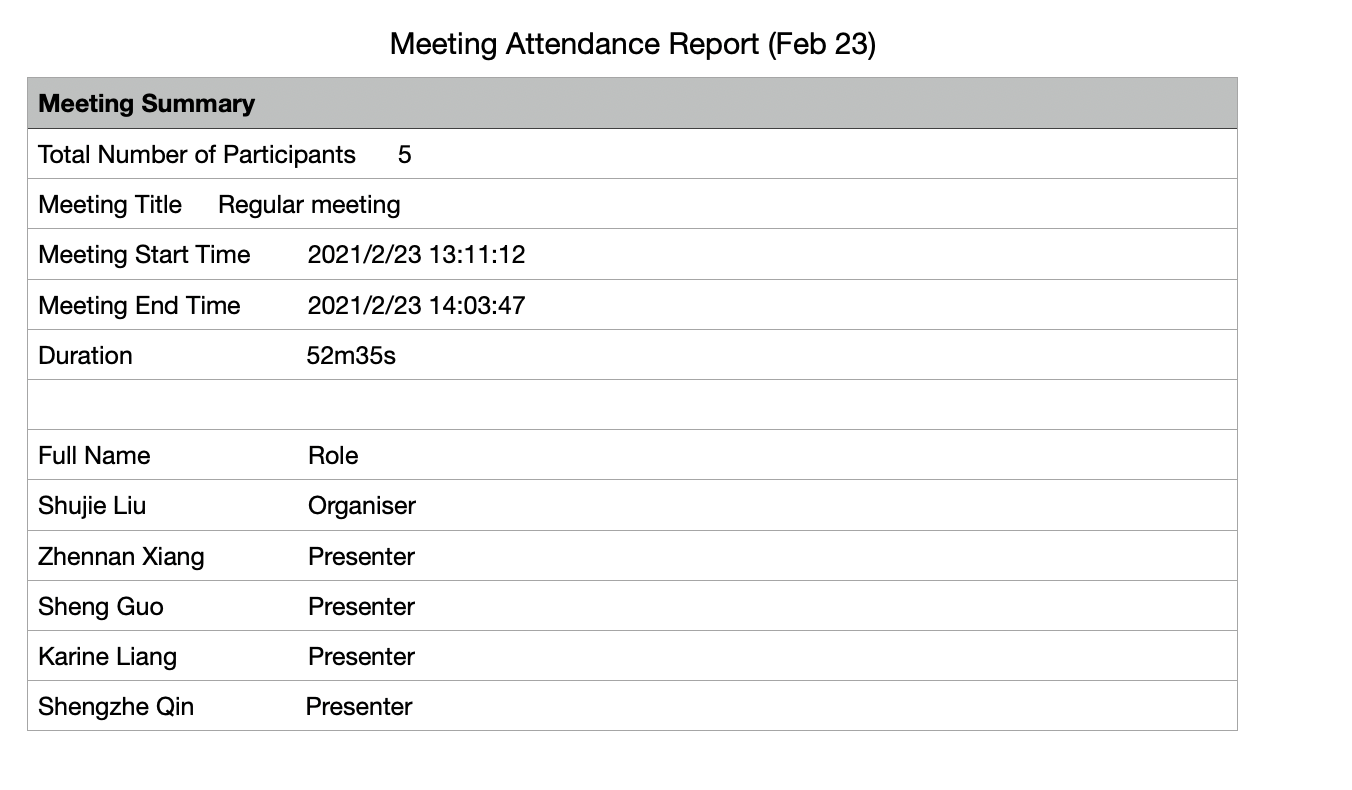 Meeting Attendance Report (Feb 23)
Meeting Summary
Total Number of Participants 5
Meeting Title Regular meeting
Meeting Start Time 2021/2/23 13:11:12
Meeting End Time 2021/2/23 14:03:47
Duration 52m35s
Full Name Role
Shujie Liu Organiser
Zhennan Xiang Presenter
Sheng Guo Presenter
Karine Liang Presenter
Shengzhe Qin Presenter